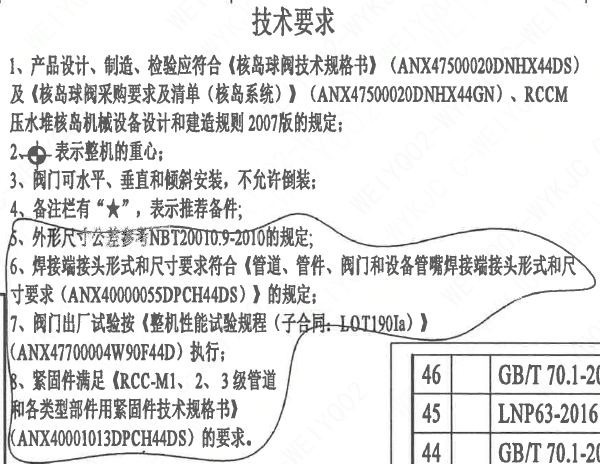 技术要求
1、产品设计、制造、检验应符合《核岛球阀技术规格书》（ANX47500020DNHX44DS）
及《核岛球阀采购要求及清单（核岛系统）》（ANX47500020DNHX44GN）、RCCM
压水堆核岛机械设备设计和建造规则 2007版的规定；
2、表示整机的重心；
3、阀门可水平、垂直和倾斜安装，不允许倒装；
4、备注栏有“★”，表示推荐备件；
5、外形尺寸公差参考NBT20010.9-2010的规定；
6、焊接端接头形式和尺寸要求符合《管道、管件、阀门和设备管嘴焊接端接头形式和尺
寸要求（ANX40000055DPCH44DS）》的规定；
7、阀门出厂试验按《整机性能试验规程（子合同：LOT190Ia）》
（ANX47700004W90F44D）执行；
8、紧固件满足《RCC-M1、2、3级管道
和各类型部件用紧固件技术规格书》
（ANX40001013DPCH44DS）的要求。
46 GB/T 70.1-20
45 LNP63-2016
44 GB/T 70.1-20